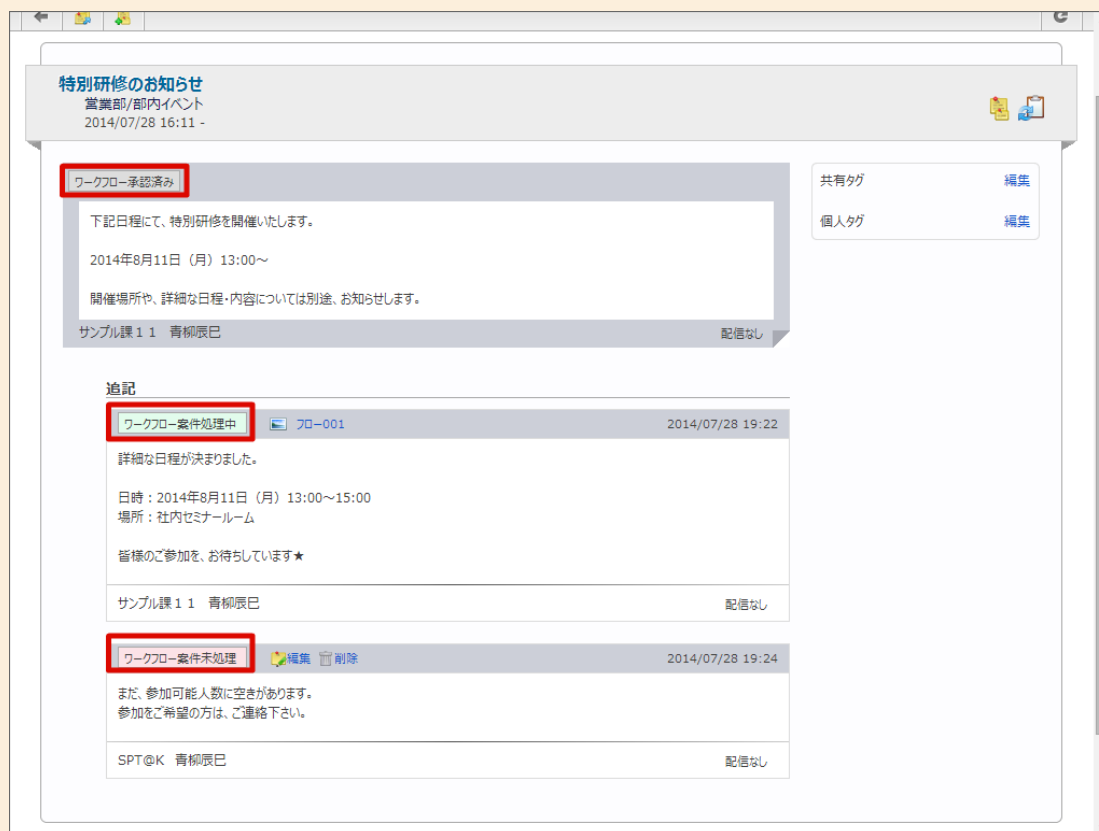 特別研修のお知らせ
営業部/部内イベント
2014/07/28 16:11 -
ワークフロー承認済み
共有タグ 編集
下記日程にて、特別研修を開催いたします。
個人タグ 編集
2014年8月11日（月）13:00～
開催場所や、詳細な日程・内容については別途、お知らせします。
サンプル課１１　青柳辰巳 配信なし
追記
ワークフロー案件処理中 フロー001 2014/07/28 19:22
詳細な日程が決まりました。
日時：2014年8月11日（月）13:00～15:00
場所：社内セミナールーム
皆様のご参加を、お待ちしています★
サンプル課１１　青柳辰巳 配信なし
ワークフロー案件未処理 編集 削除 2014/07/28 19:24
まだ、参加可能人数に空きがあります。
参加をご希望の方は、ご連絡下さい。
SPT@K　青柳辰巳 配信なし